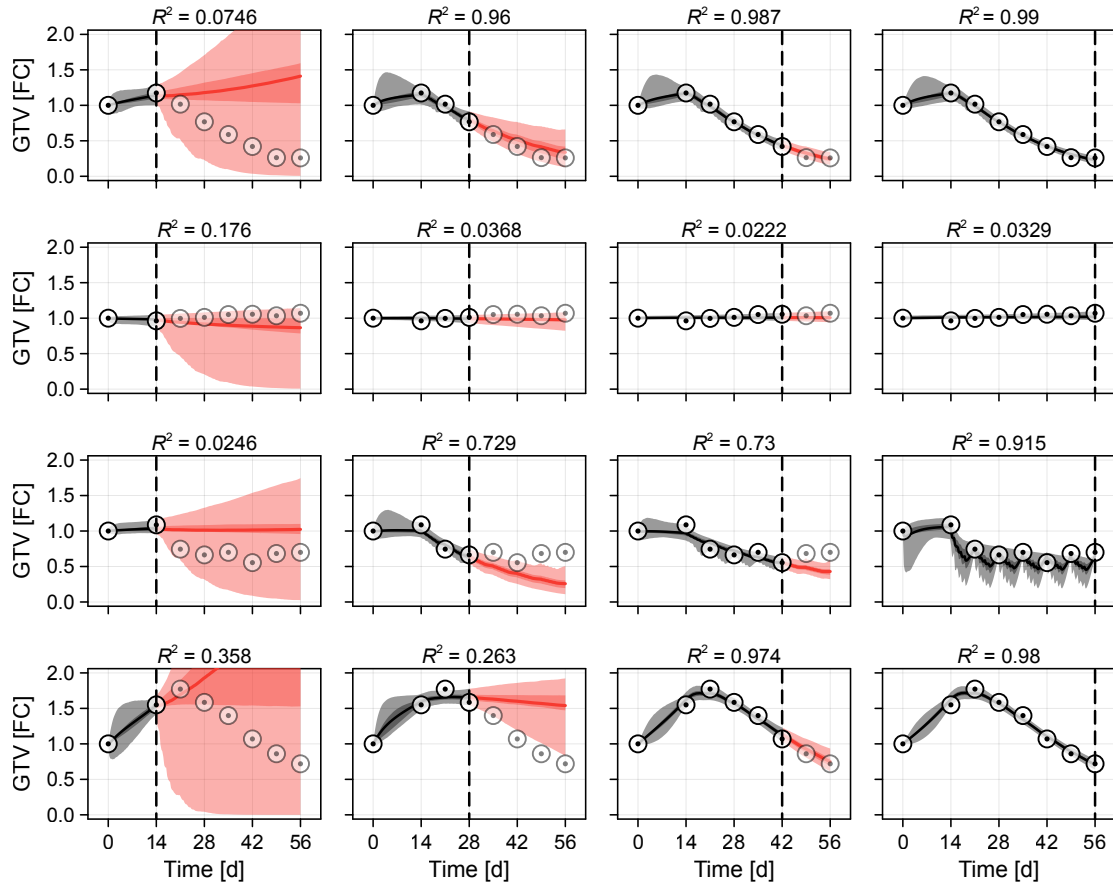 R² = 0.0746 R² = 0.96 R² = 0.987 R² = 0.99
GTV [FC]
2.0
1.5
1.0
0.5
0.0
R² = 0.176 R² = 0.0368 R² = 0.0222 R² = 0.0329
GTV [FC]
2.0
1.5
1.0
0.5
0.0
R² = 0.0246 R² = 0.729 R² = 0.73 R² = 0.915
GTV [FC]
2.0
1.5
1.0
0.5
0.0
R² = 0.358 R² = 0.263 R² = 0.974 R² = 0.98
GTV [FC]
2.0
1.5
1.0
0.5
0.0
0 14 28 42 56 0 14 28 42 56 0 14 28 42 56 0 14 28 42 56
Time [d] Time [d] Time [d] Time [d]